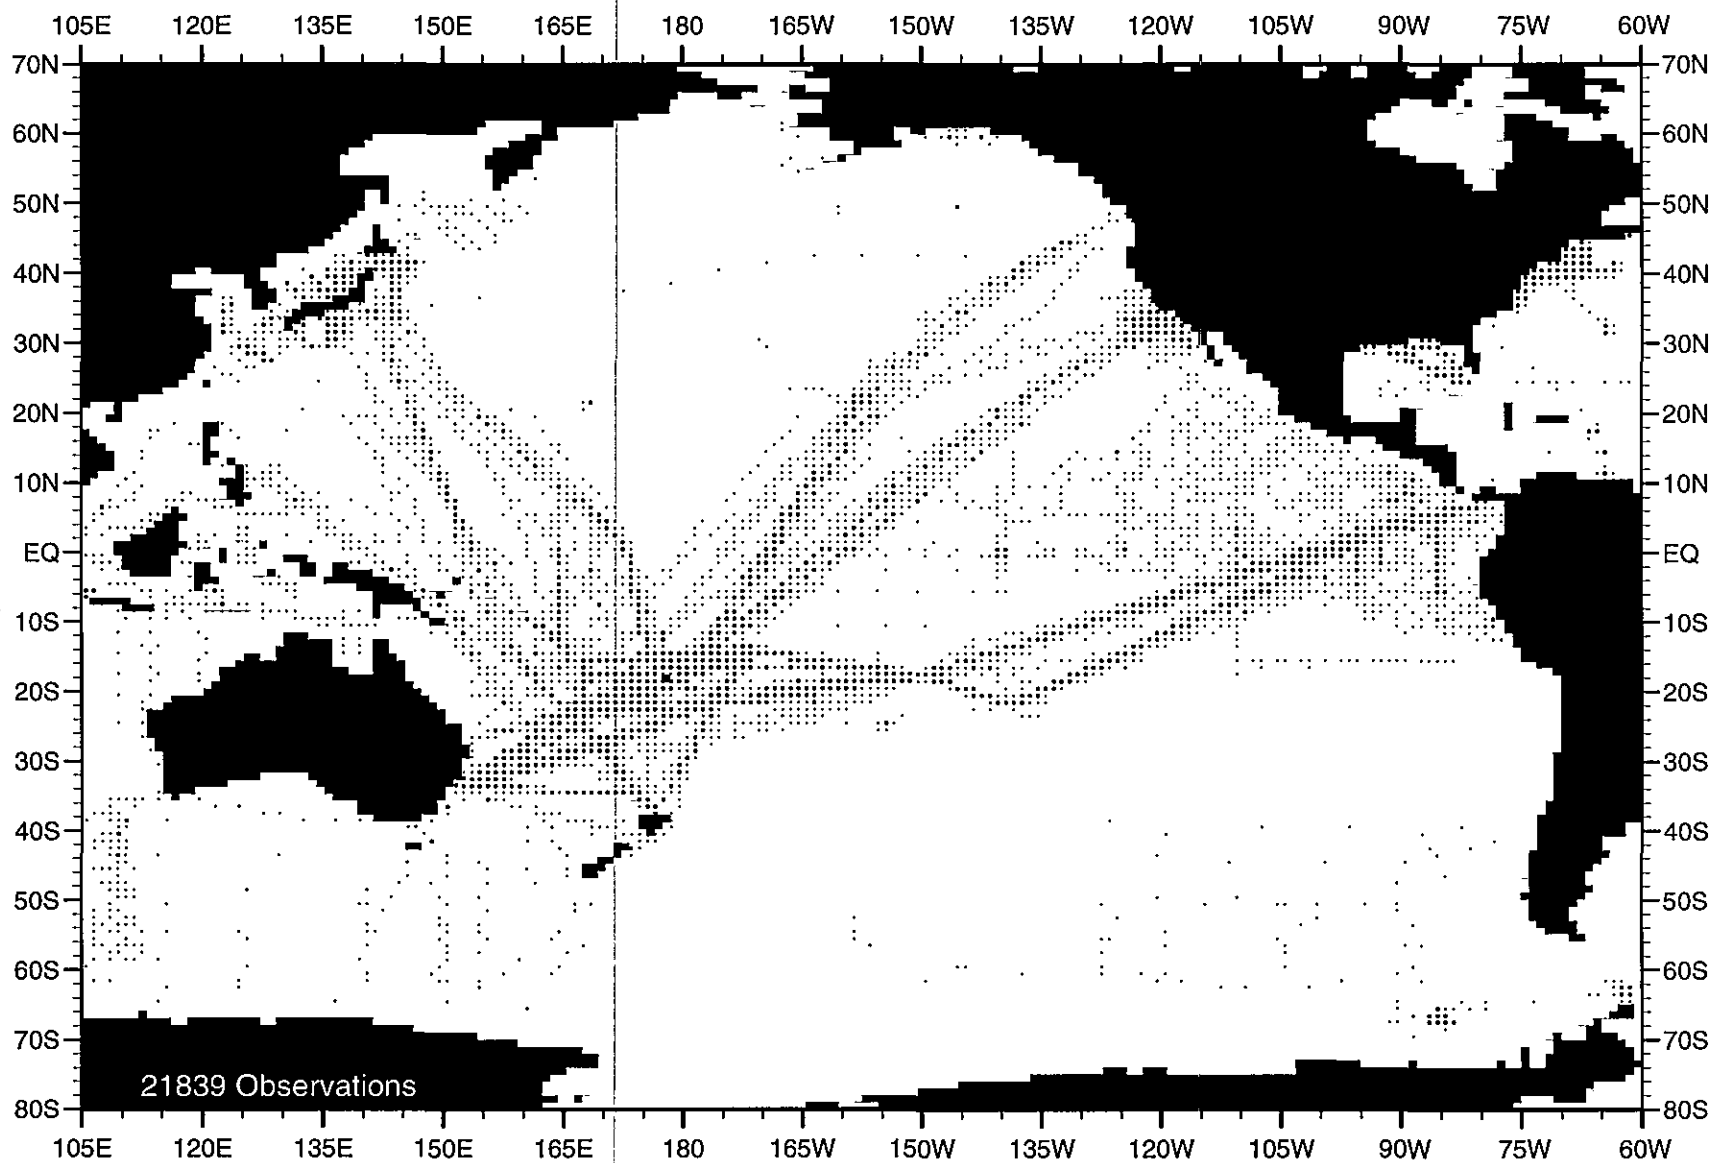 105E 120E 135E 150E 165E 180 165W 150W 135W 120W 105W 90W 75W 60W
70N 70N
60N 60N
50N 50N
40N 40N
30N 30N
20N 20N
10N 10N
EQ EQ
10S 10S
20S 20S
30S 30S
40S 40S
50S 50S
60S 60S
70S 70S
21839 Observations
80S 80S
105E 120E 135E 150E 165E 180 165W 150W 135W 120W 105W 90W 75W 60W